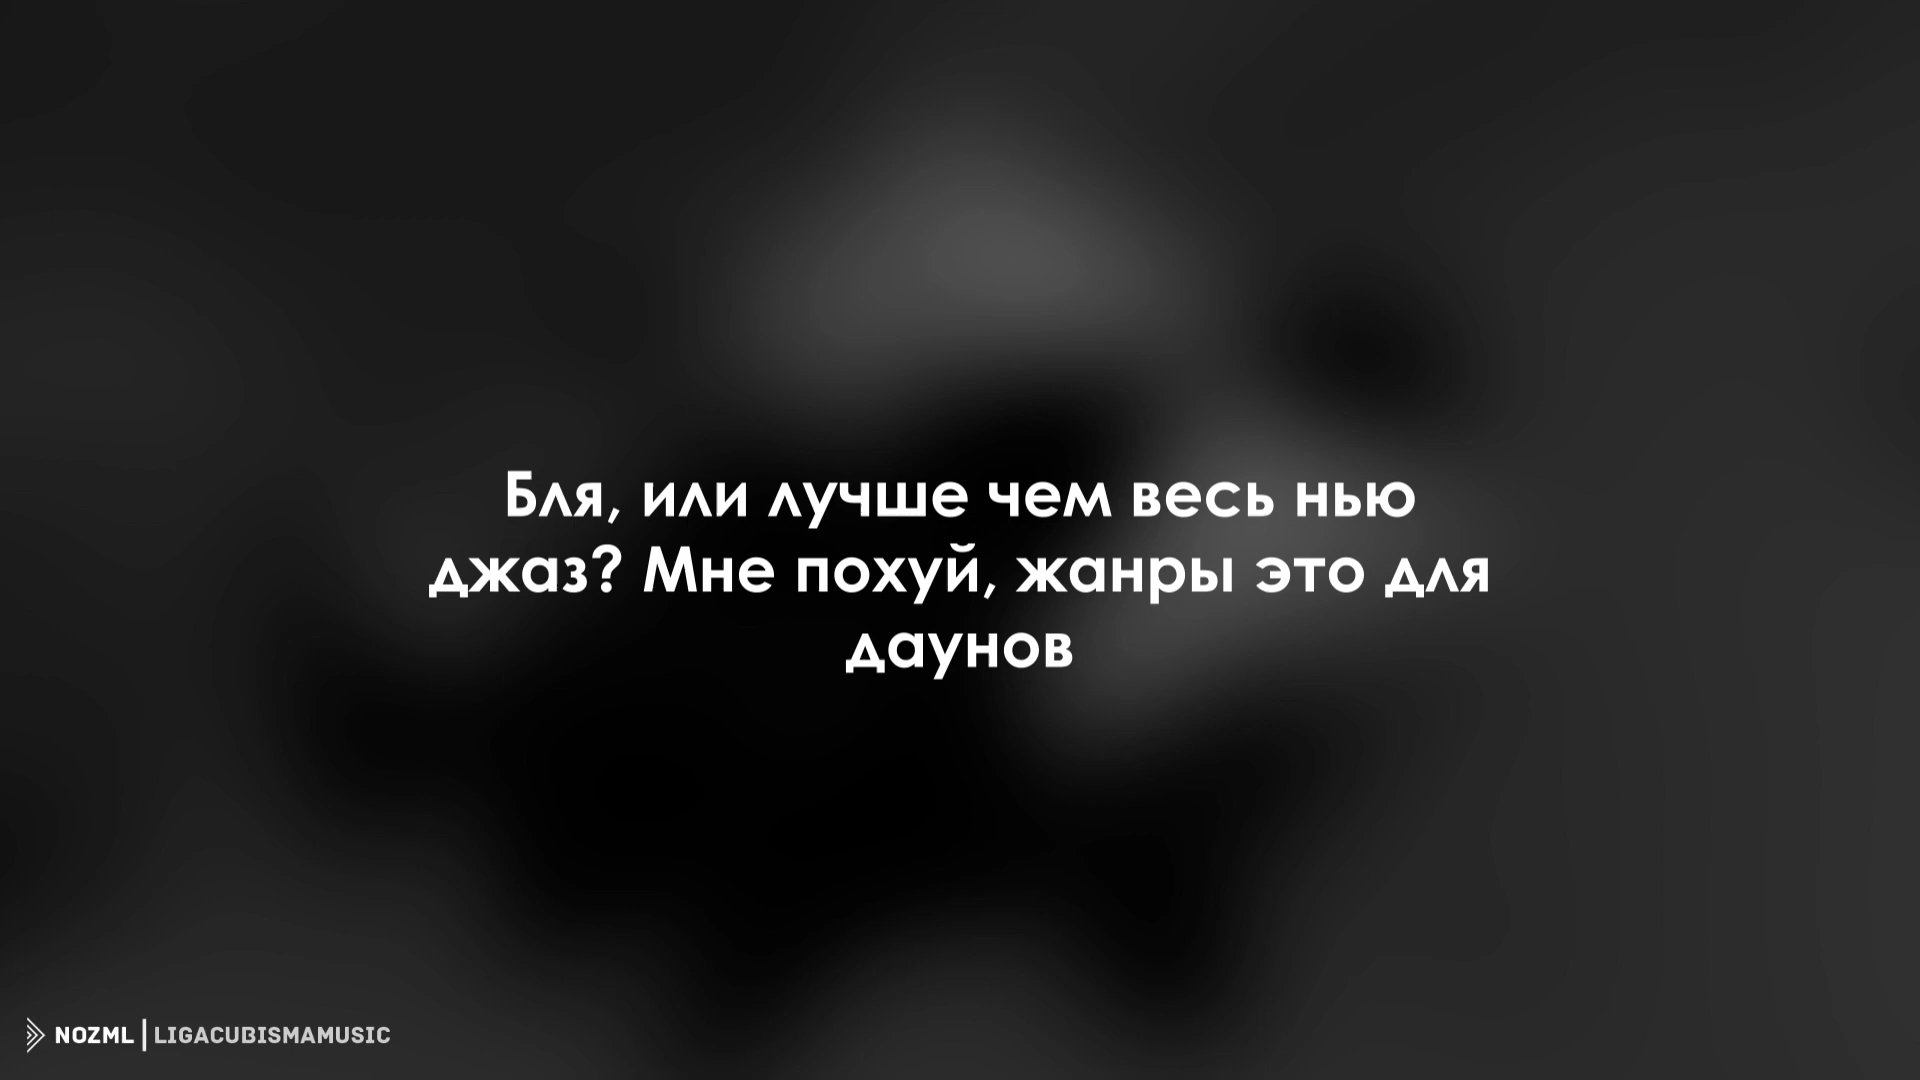 Бля, или лучше чем весь нью
джаз? Мне похуй, жанры это для
даунов
NOZML | LIGACUBISMAMUSIC